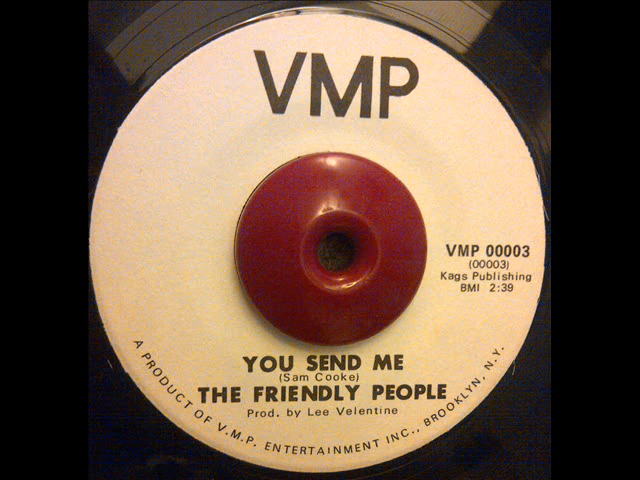 VMP
VMP 00003
(00003)
Kags Publishing
BMI 2:39
YOU SEND ME
(Sam Cooke)
THE FRIENDLY PEOPLE
Prod. by Lee Velentine
A PRODUCT OF V.M.P. ENTERTAINMENT INC., BROOKLYN, N.Y.